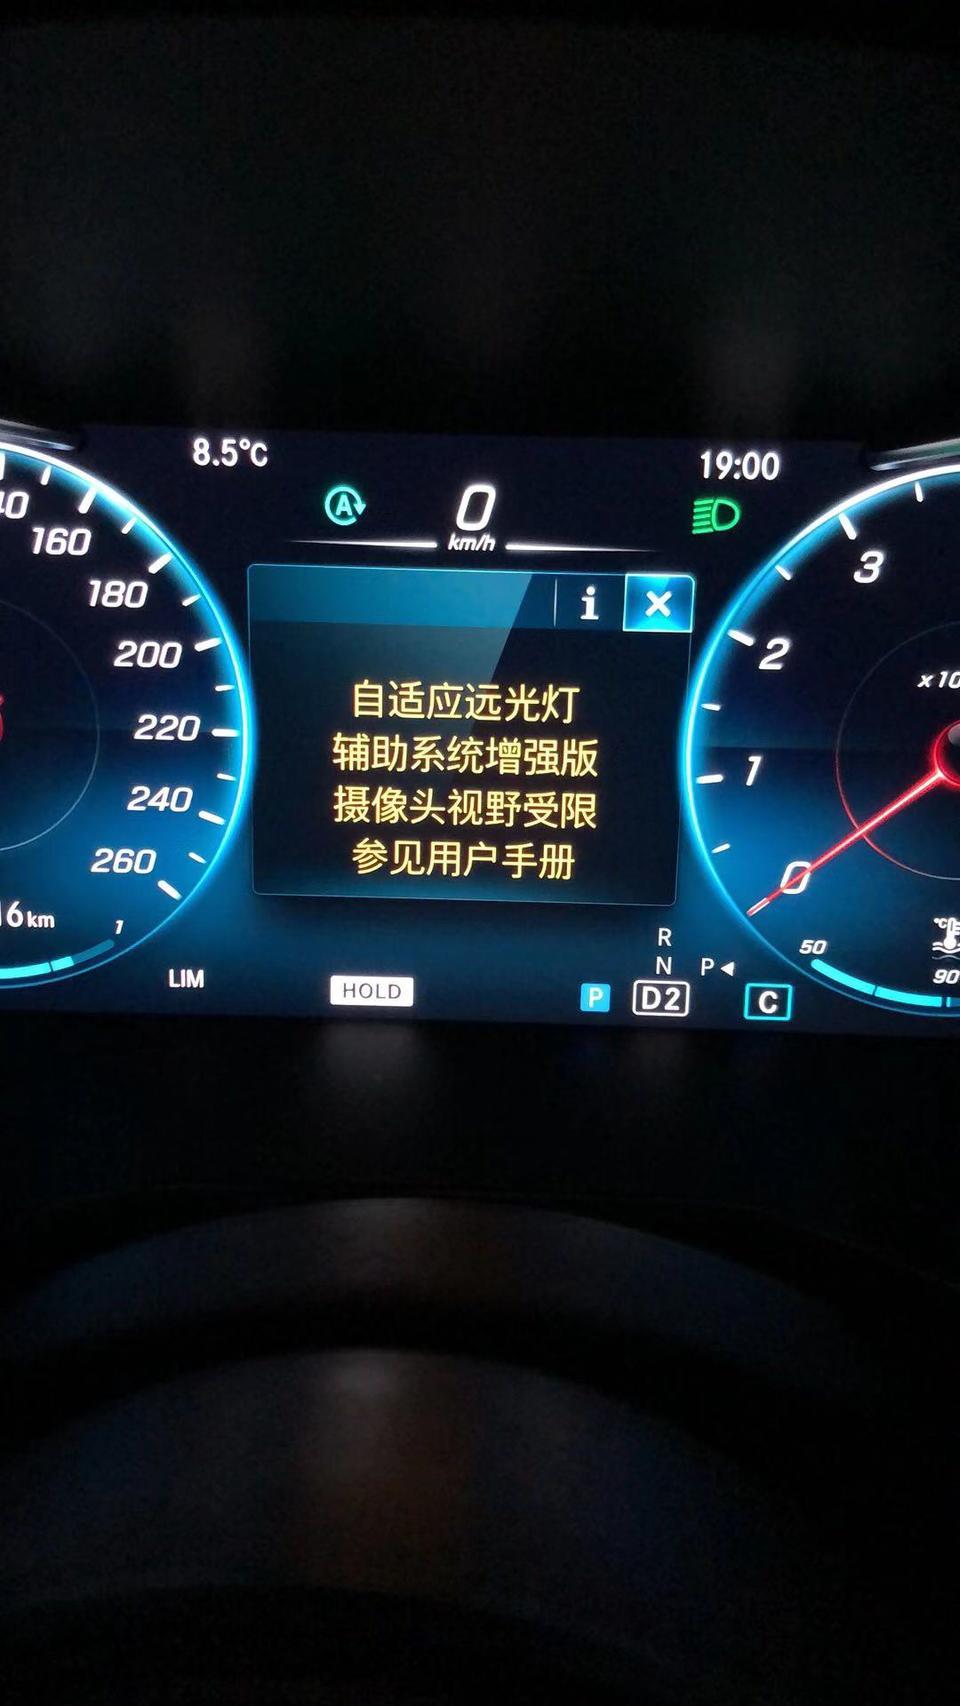 8.5°C
19:00
A
0
km/h
160
180
200
220
240
260
3
2
1
0
i ×
自适应远光灯
辅助系统增强版
摄像头视野受限
参见用户手册
km
1
LIM
HOLD
R
N
P◄
P
D2
C
50
90
°C